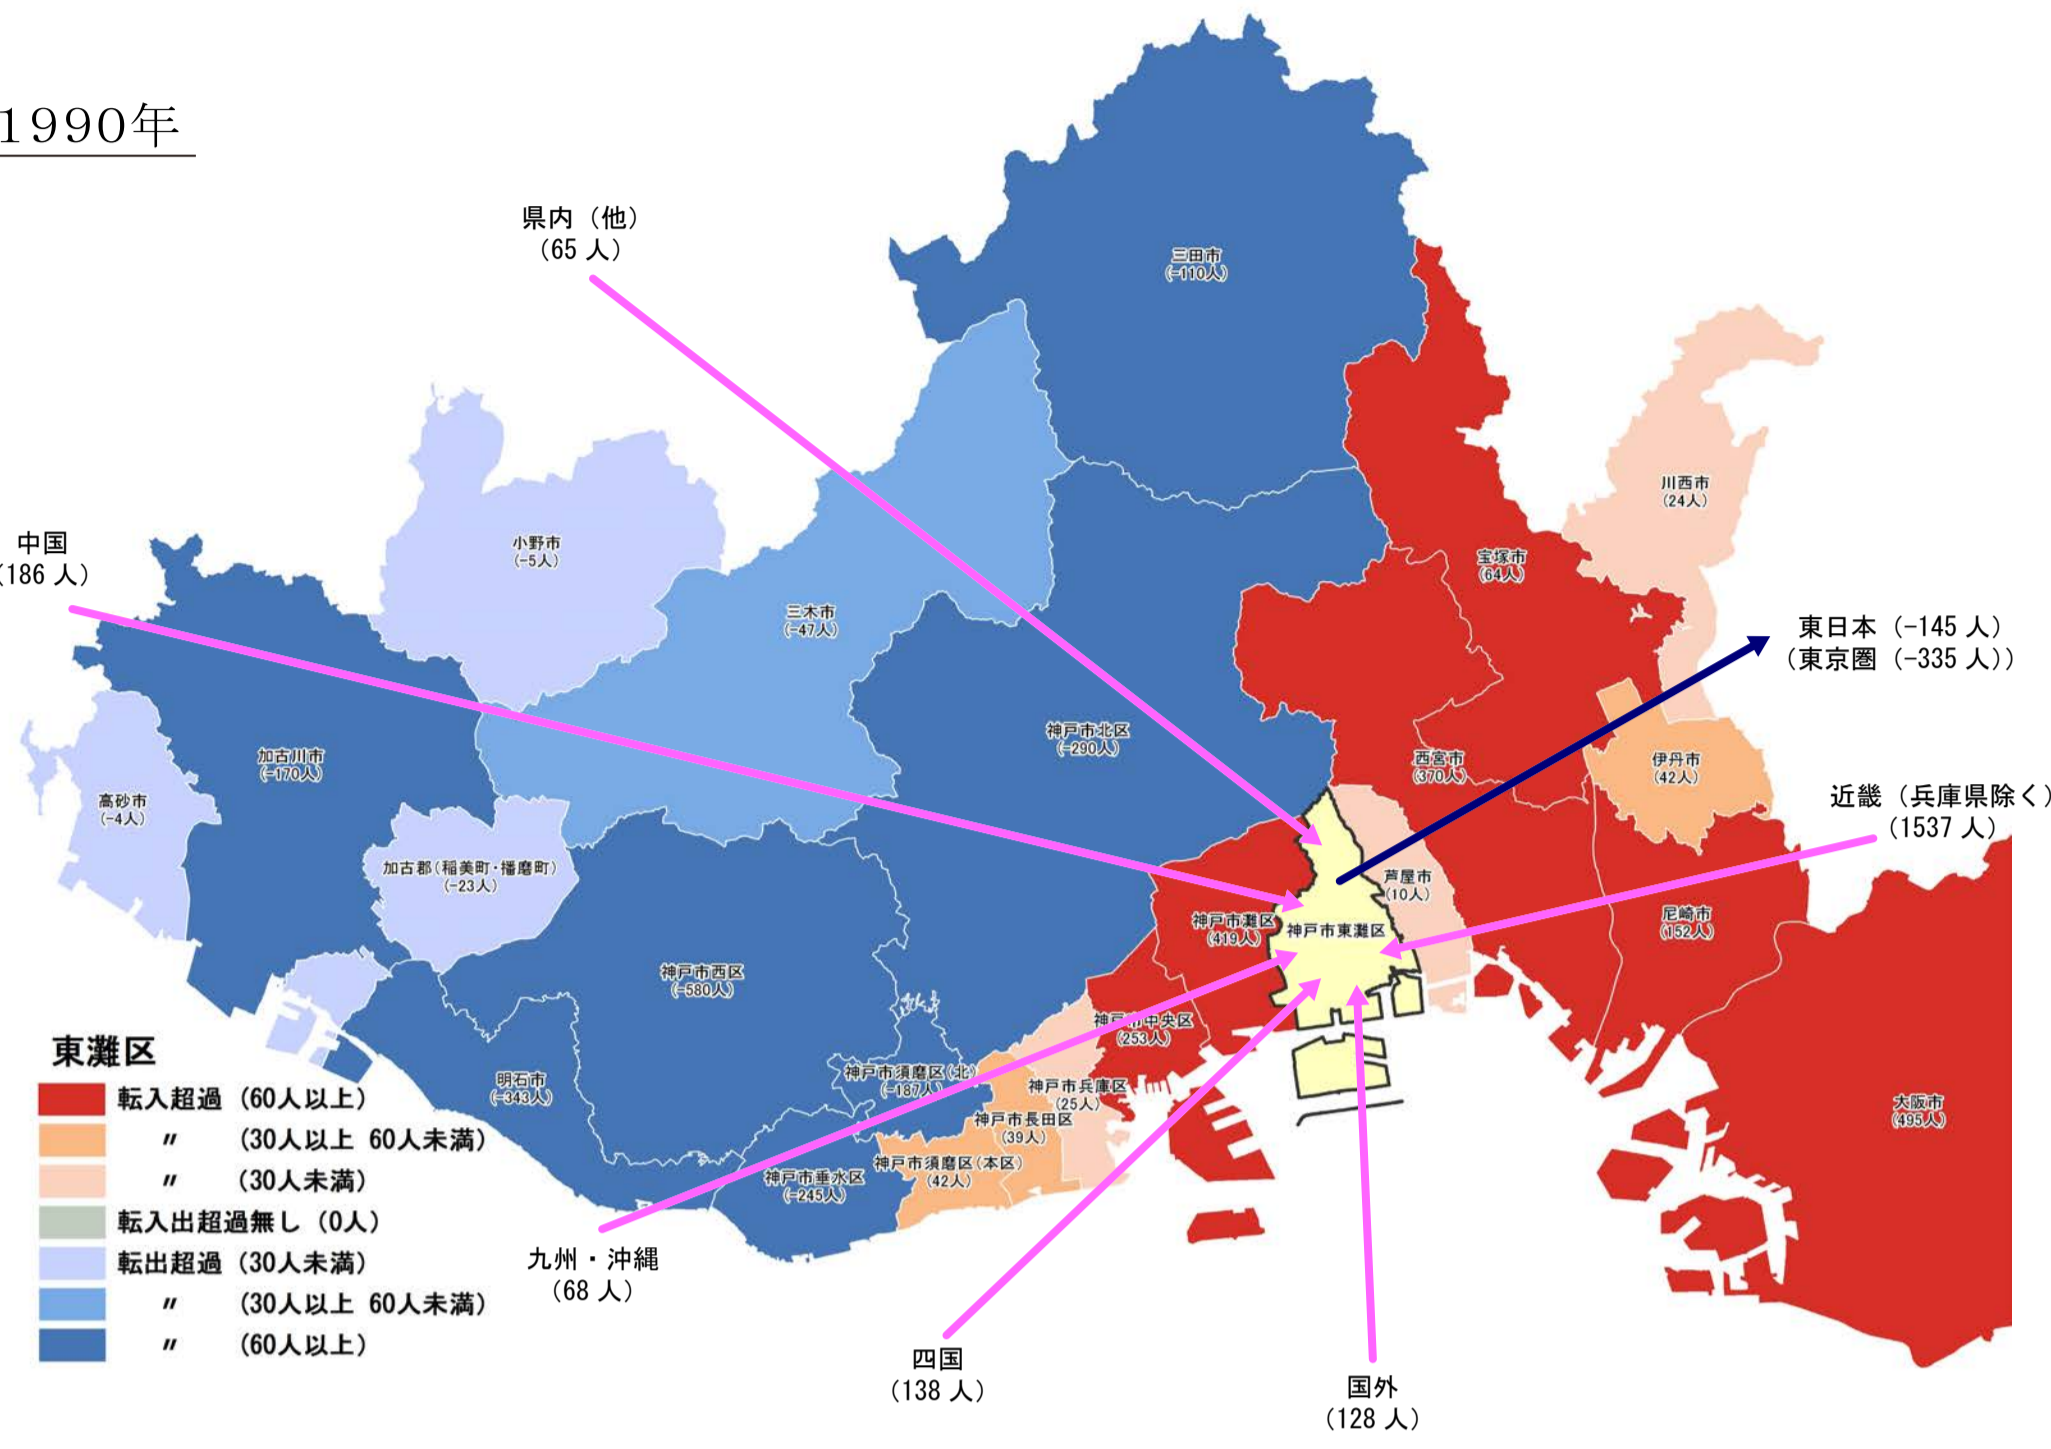 1990年
県内（他）
（65 人）
三田市
（-110人）
川西市
（24人）
中国
（186 人）
小野市
（-5人）
宝塚市
（64人）
三木市
（-47人）
東日本（-145 人）
（東京圏（-335 人））
神戸市北区
（-290人）
西宮市
（370人）
伊丹市
（42人）
加古川市
（-170人）
高砂市
（-4人）
近畿（兵庫県除く）
（1537 人）
加古郡（稲美町・播磨町）
（-23人）
芦屋市
（10人）
神戸市灘区
（419人）
神戸市東灘区
尼崎市
（152人）
神戸市西区
（-580人）
神戸市中央区
（253人）
神戸市須磨区（北）
（-187人）
明石市
（-343人）
神戸市兵庫区
（25人）
神戸市長田区
（39人）
大阪市
（495人）
神戸市須磨区（本区）
（42人）
神戸市垂水区
（-245人）
東灘区
転入超過（60人以上）
〃 （30人以上 60人未満）
〃 （30人未満）
転入出超過無し（0人）
転出超過（30人未満）
〃 （30人以上 60人未満）
〃 （60人以上）
九州・沖縄
（68 人）
四国
（138 人）
国外
（128 人）